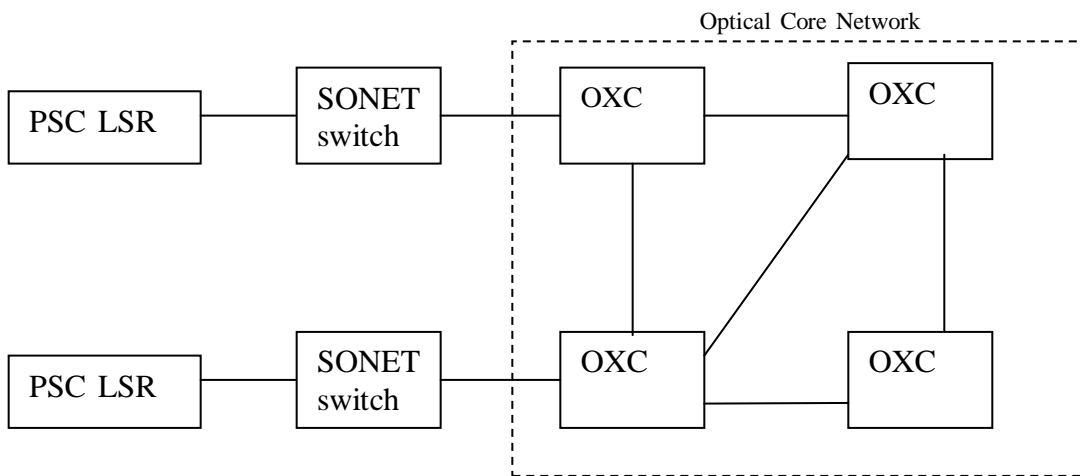 Optical Core Network
PSC LSR
SONET
switch
OXC
OXC
PSC LSR
SONET
switch
OXC
OXC